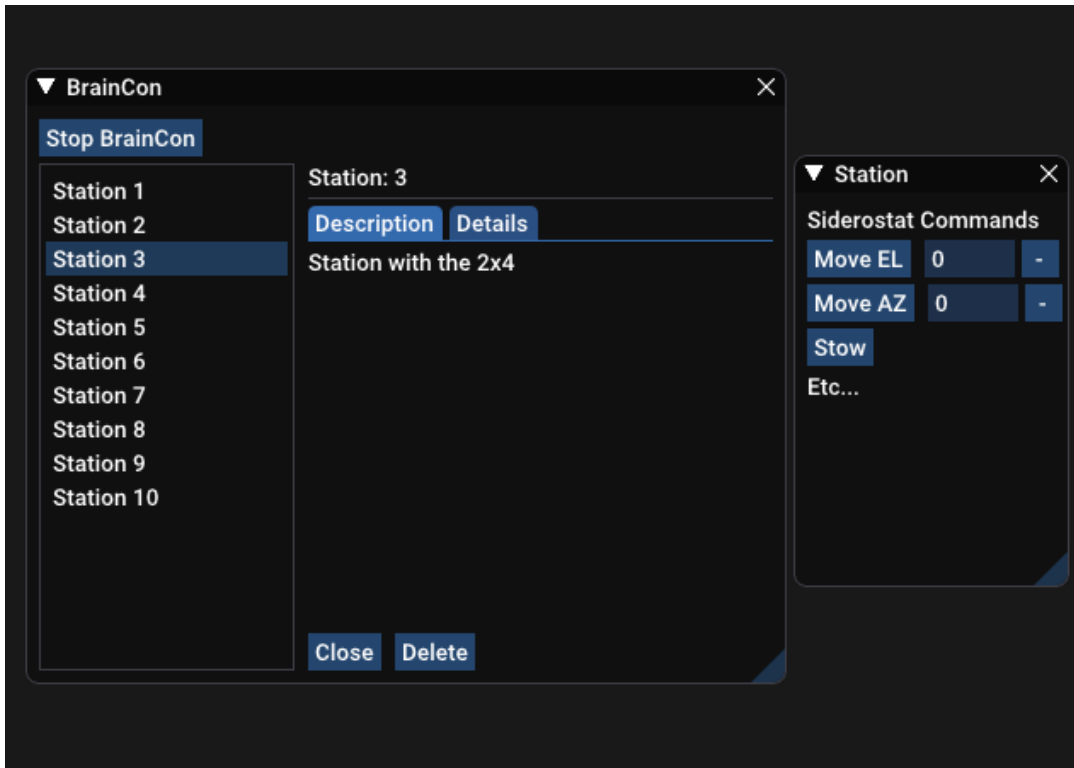 BrainCon
Stop BrainCon
Station 1
Station 2
Station 3
Station 4
Station 5
Station 6
Station 7
Station 8
Station 9
Station 10
Station: 3
Description Details
Station with the 2x4
Close Delete
Station
Siderostat Commands
Move EL 0 -
Move AZ 0 -
Stow
Etc...